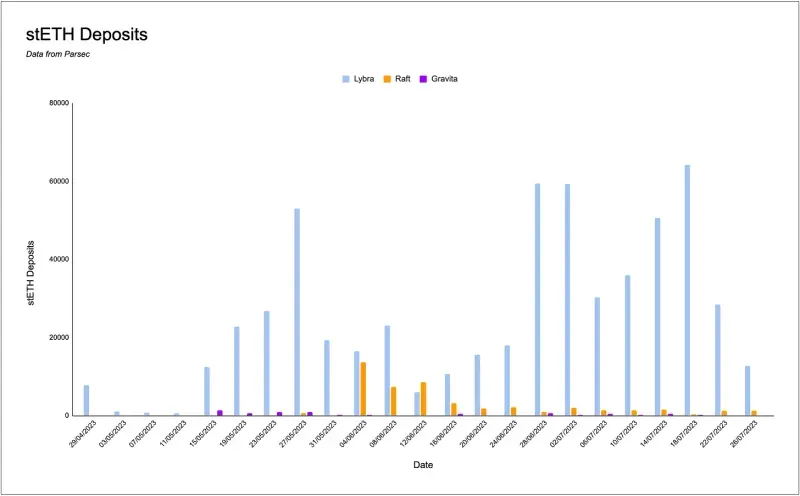 stETH Deposits
Data from Parsec
Lybra Raft Gravita
80000
60000
40000
20000
0
stETH Deposits
29/04/2023 03/05/2023 07/05/2023 11/05/2023 15/05/2023 19/05/2023 23/05/2023 27/05/2023 31/05/2023 04/06/2023 08/06/2023 12/06/2023 16/06/2023 20/06/2023 24/06/2023 28/06/2023 02/07/2023 06/07/2023 10/07/2023 14/07/2023 18/07/2023 22/07/2023 26/07/2023
Date